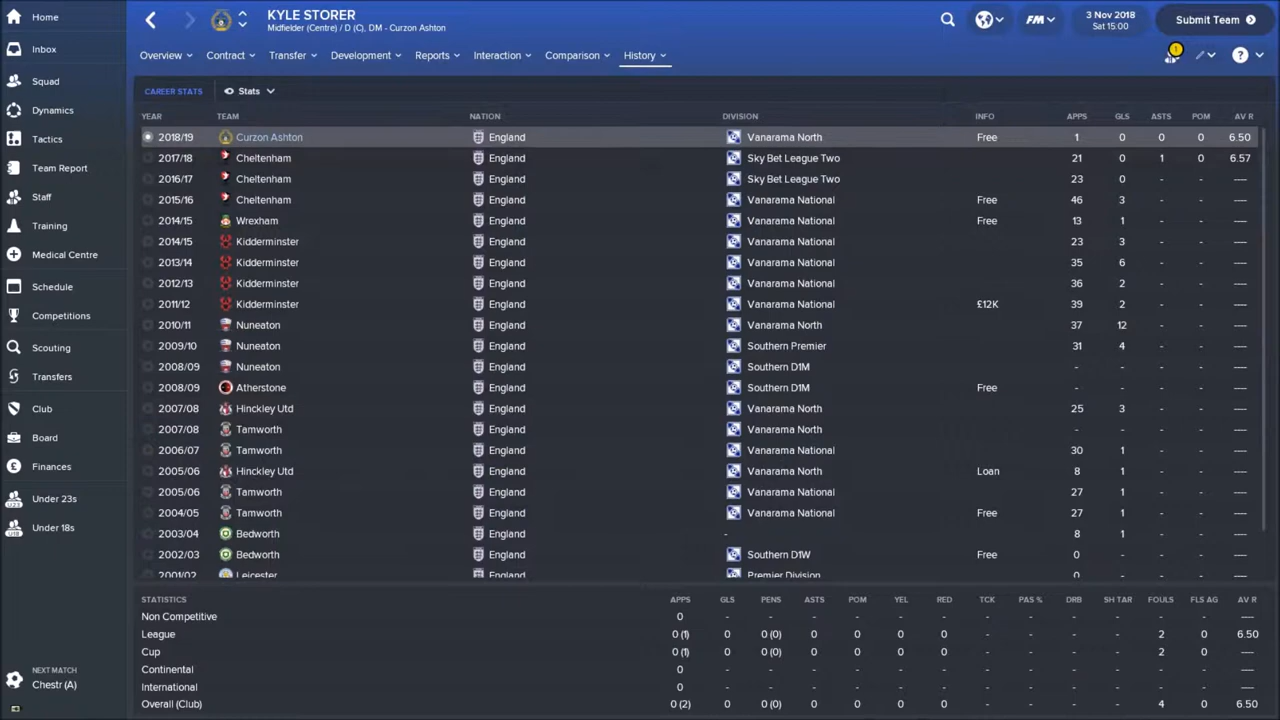 Home
KYLE STORER
Midfielder (Centre) / D (C), DM - Curzon Ashton
FM
3 Nov 2018
Sat 15:00
Submit Team
Inbox
Overview Contract Transfer Development Reports Interaction Comparison History
1
?
Squad
CAREER STATS Stats
Dynamics
YEAR TEAM NATION DIVISION INFO APPS GLS ASTS POM AV R
Tactics
2018/19 Curzon Ashton England Vanarama North Free 1 0 0 0 6.50
2017/18 Cheltenham England Sky Bet League Two 21 0 1 0 6.57
Team Report
2016/17 Cheltenham England Sky Bet League Two 23 0 - - ---
Staff
2015/16 Cheltenham England Vanarama National Free 46 3 - - ---
Training
2014/15 Wrexham England Vanarama National Free 13 1 - - ---
2014/15 Kidderminster England Vanarama National 23 3 - - ---
Medical Centre
2013/14 Kidderminster England Vanarama National 35 6 - - ---
Schedule
2012/13 Kidderminster England Vanarama National 36 2 - - ---
2011/12 Kidderminster England Vanarama National £12K 39 2 - - ---
Competitions
2010/11 Nuneaton England Vanarama North 37 12 - - ---
Scouting
2009/10 Nuneaton England Southern Premier 31 4 - - ---
2008/09 Nuneaton England Southern D1M - - - - ---
Transfers
2008/09 Atherstone England Southern D1M Free - - - - ---
Club
2007/08 Hinckley Utd England Vanarama North 25 3 - - ---
2007/08 Tamworth England Vanarama North - - - - ---
Board
2006/07 Tamworth England Vanarama National 30 1 - - ---
Finances
2005/06 Hinckley Utd England Vanarama North Loan 8 1 - - ---
2005/06 Tamworth England Vanarama National 27 1 - - ---
Under 23s
2004/05 Tamworth England Vanarama National Free 27 1 - - ---
Under 18s
2003/04 Bedworth England - 8 1 - - ---
2002/03 Bedworth England Southern D1W Free 0 - - - ---
2001/02 Leicester England Premier Division 0 - - - ---
STATISTICS APPS GLS PENS ASTS POM YEL RED TCK PAS % DRB SH TAR FOULS FLS AG AV R
Non Competitive 0 - - - - - - - - - - - - ---
League 0 (1) 0 0 (0) 0 0 0 0 - - - - 2 0 6.50
Cup 0 (1) 0 0 (0) 0 0 0 0 - - - - 2 0 ---
Continental 0 - - - - - - - - - - - - ---
International 0 - - - - - - - - - - - - ---
Overall (Club) 0 (2) 0 0 (0) 0 0 0 0 - - - - 4 0 6.50
NEXT MATCH
Chestr (A)